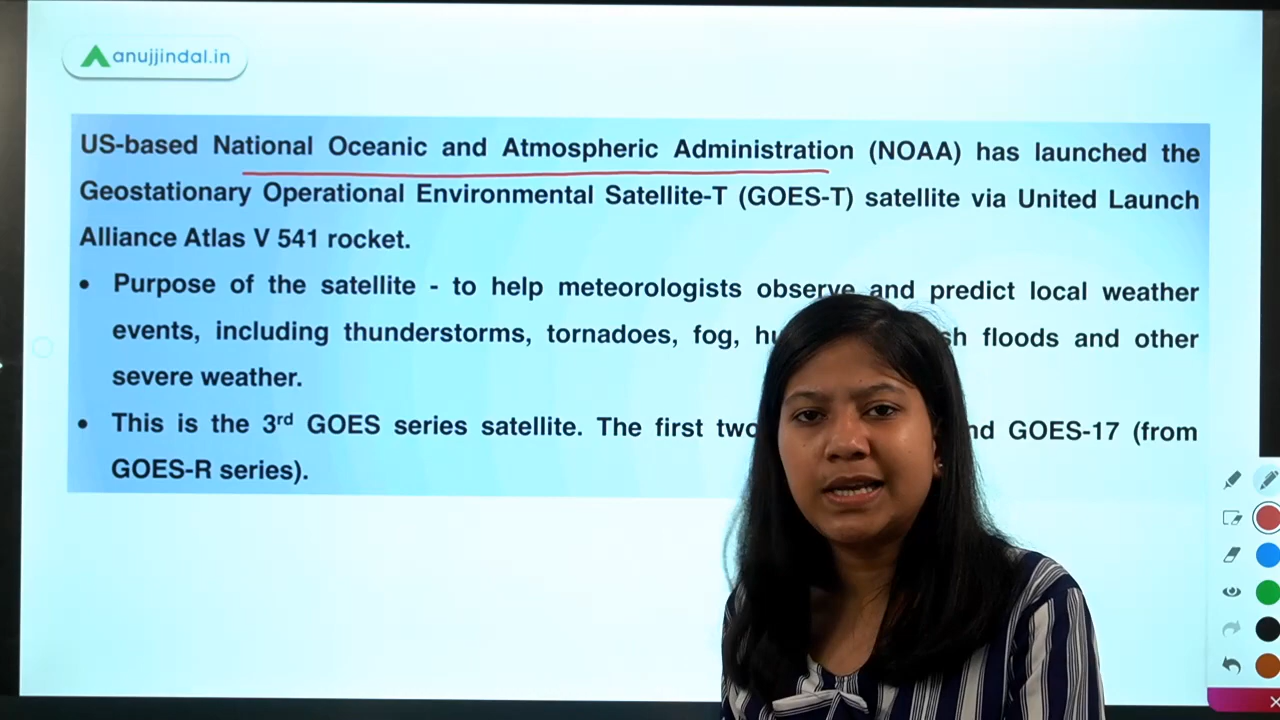 anujjindal.in
US-based National Oceanic and Atmospheric Administration (NOAA) has launched the
Geostationary Operational Environmental Satellite-T (GOES-T) satellite via United Launch
Alliance Atlas V 541 rocket.
• Purpose of the satellite - to help meteorologists observe and predict local weather
events, including thunderstorms, tornadoes, fog, floods and other
severe weather.
• This is the 3rd GOES series satellite. The first two GOES-17 (from
GOES-R series).